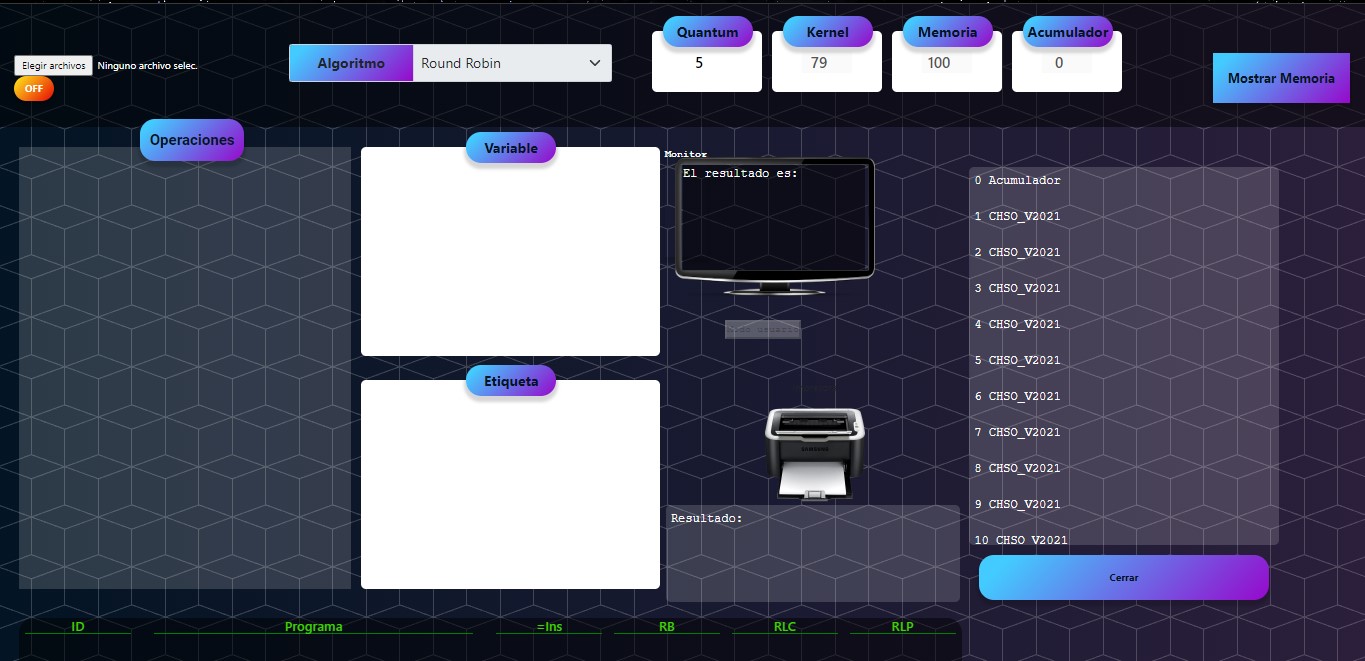 Quantum
Kernel
Memoria
Acumulador
Elegir archivos Ninguno archivo selec.
OFF
Algoritmo
Round Robin
5
79
100
0
Mostrar Memoria
Operaciones
Variable
Monitor
El resultado es:
Etiqueta
SAMSUNG
Resultado:
0 Acumulador
1 CHSO_V2021
2 CHSO_V2021
3 CHSO_V2021
4 CHSO_V2021
5 CHSO_V2021
6 CHSO_V2021
7 CHSO_V2021
8 CHSO_V2021
9 CHSO_V2021
10 CHSO_V2021
Cerrar
ID
Programa
=Ins
RB
RLC
RLP